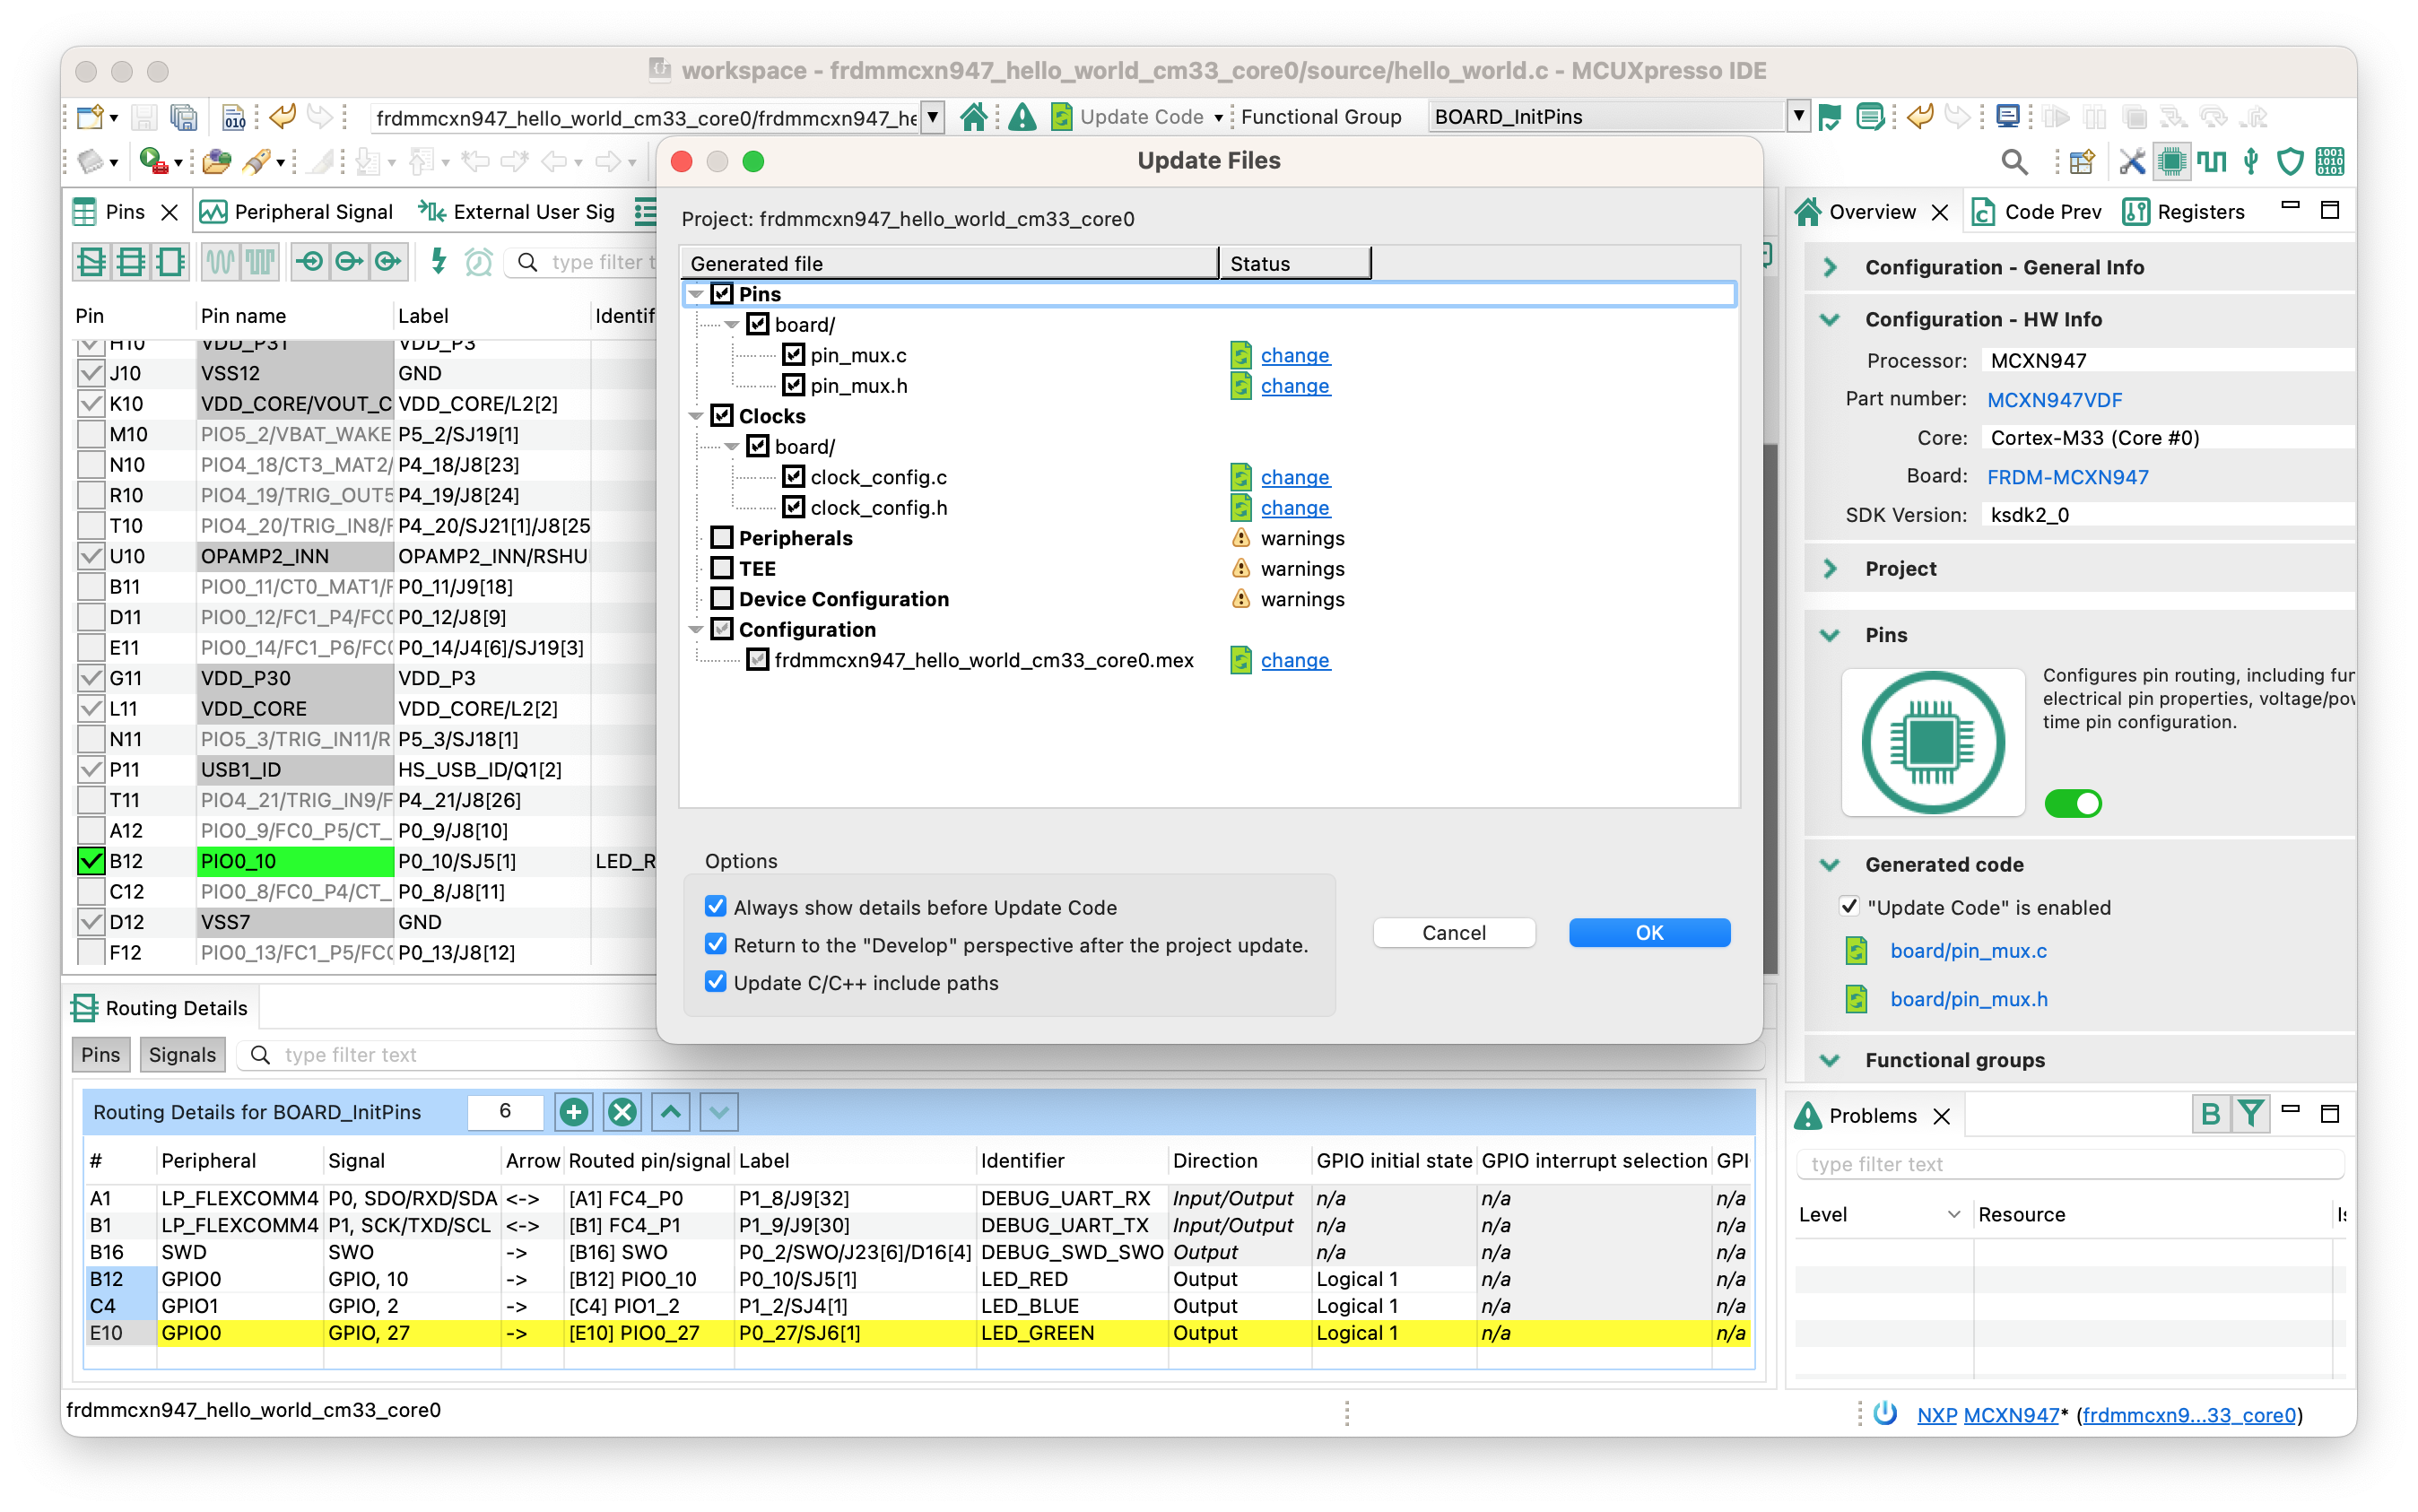 workspace - frdmmcxn947_hello_world_cm33_core0/source/hello_world.c - MCUXpresso IDE
frdmmcxn947_hello_world_cm33_core0/frdmmcxn947_he
Update Code
Functional Group
BOARD_InitPins
Pins
Peripheral Signal
External User Sig
type filter t
Pin Pin name Label Identif
H10 VDD_P31 VDD_P3
J10 VSS12 GND
K10 VDD_CORE/VOUT_C VDD_CORE/L2[2]
M10 PIO5_2/VBAT_WAKE P5_2/SJ19[1]
N10 PIO4_18/CT3_MAT2/ P4_18/J8[23]
R10 PIO4_19/TRIG_OUT5 P4_19/J8[24]
T10 PIO4_20/TRIG_IN8/F P4_20/SJ21[1]/J8[25
U10 OPAMP2_INN OPAMP2_INN/RSHU
B11 PIO0_11/CT0_MAT1/F P0_11/J9[18]
D11 PIO0_12/FC1_P4/FC0 P0_12/J8[9]
E11 PIO0_14/FC1_P6/FC0 P0_14/J4[6]/SJ19[3]
G11 VDD_P30 VDD_P3
L11 VDD_CORE VDD_CORE/L2[2]
N11 PIO5_3/TRIG_IN11/R P5_3/SJ18[1]
P11 USB1_ID HS_USB_ID/Q1[2]
T11 PIO4_21/TRIG_IN9/F P4_21/J8[26]
A12 PIO0_9/FC0_P5/CT_ P0_9/J8[10]
B12 PIO0_10 P0_10/SJ5[1] LED_R
C12 PIO0_8/FC0_P4/CT_ P0_8/J8[11]
D12 VSS7 GND
F12 PIO0_13/FC1_P5/FC0 P0_13/J8[12]
Update Files
Project: frdmmcxn947_hello_world_cm33_core0
Generated file Status
Pins
board/
pin_mux.c change
pin_mux.h change
Clocks
board/
clock_config.c change
clock_config.h change
Peripherals warnings
TEE warnings
Device Configuration warnings
Configuration
frdmmcxn947_hello_world_cm33_core0.mex change
Options
Always show details before Update Code
Return to the "Develop" perspective after the project update.
Update C/C++ include paths
Cancel
OK
Overview
Code Prev
Registers
Configuration - General Info
Configuration - HW Info
Processor: MCXN947
Part number: MCXN947VDF
Core: Cortex-M33 (Core #0)
Board: FRDM-MCXN947
SDK Version: ksdk2_0
Project
Pins
Configures pin routing, including fur
electrical pin properties, voltage/pov
time pin configuration.
Generated code
"Update Code" is enabled
board/pin_mux.c
board/pin_mux.h
Functional groups
Routing Details
Pins Signals type filter text
Routing Details for BOARD_InitPins 6
# Peripheral Signal Arrow Routed pin/signal Label Identifier Direction GPIO initial state GPIO interrupt selection GPI
A1 LP_FLEXCOMM4 P0, SDO/RXD/SDA <-> [A1] FC4_P0 P1_8/J9[32] DEBUG_UART_RX Input/Output n/a n/a n/a
B1 LP_FLEXCOMM4 P1, SCK/TXD/SCL <-> [B1] FC4_P1 P1_9/J9[30] DEBUG_UART_TX Input/Output n/a n/a n/a
B16 SWD SWO -> [B16] SWO P0_2/SWO/J23[6]/D16[4] DEBUG_SWD_SWO Output n/a n/a n/a
B12 GPIO0 GPIO, 10 -> [B12] PIO0_10 P0_10/SJ5[1] LED_RED Output Logical 1 n/a n/a
C4 GPIO1 GPIO, 2 -> [C4] PIO1_2 P1_2/SJ4[1] LED_BLUE Output Logical 1 n/a n/a
E10 GPIO0 GPIO, 27 -> [E10] PIO0_27 P0_27/SJ6[1] LED_GREEN Output Logical 1 n/a n/a
Problems
B
type filter text
Level Resource
frdmmcxn947_hello_world_cm33_core0
NXP MCXN947* (frdmmcxn9...33_core0)